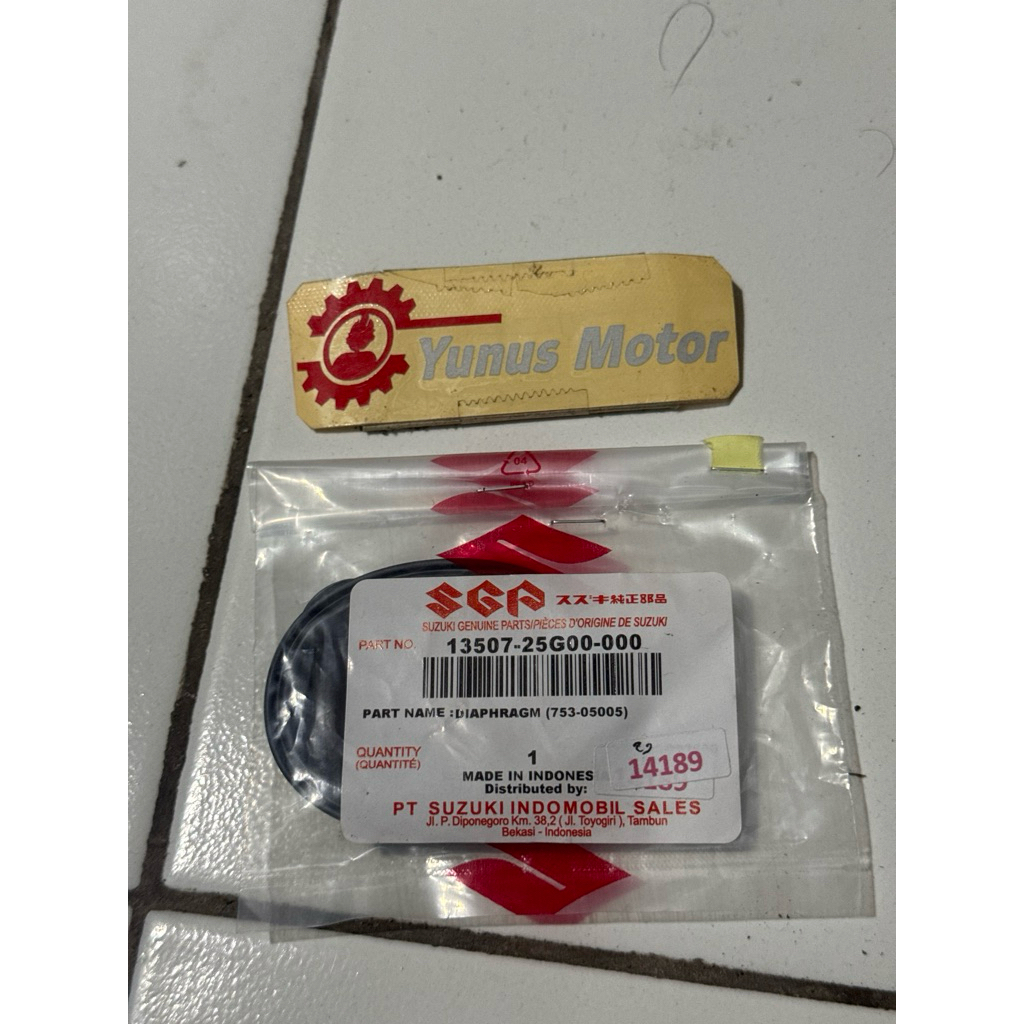 Yunus Motor
04
SGP スズキ純正部品
SUZUKI GENUINE PARTS/PIÈCES D'ORIGINE DE SUZUKI
PART NO. 13507-25G00-000
PART NAME :DIAPHRAGM (753-05005)
QUANTITY 1
(QUANTITÉ)
14189
MADE IN INDONES
Distributed by:
PT SUZUKI INDOMOBIL SALES
Jl. P. Diponegoro Km. 38,2 ( Jl. Toyogiri ), Tambun
Bekasi - Indonesia